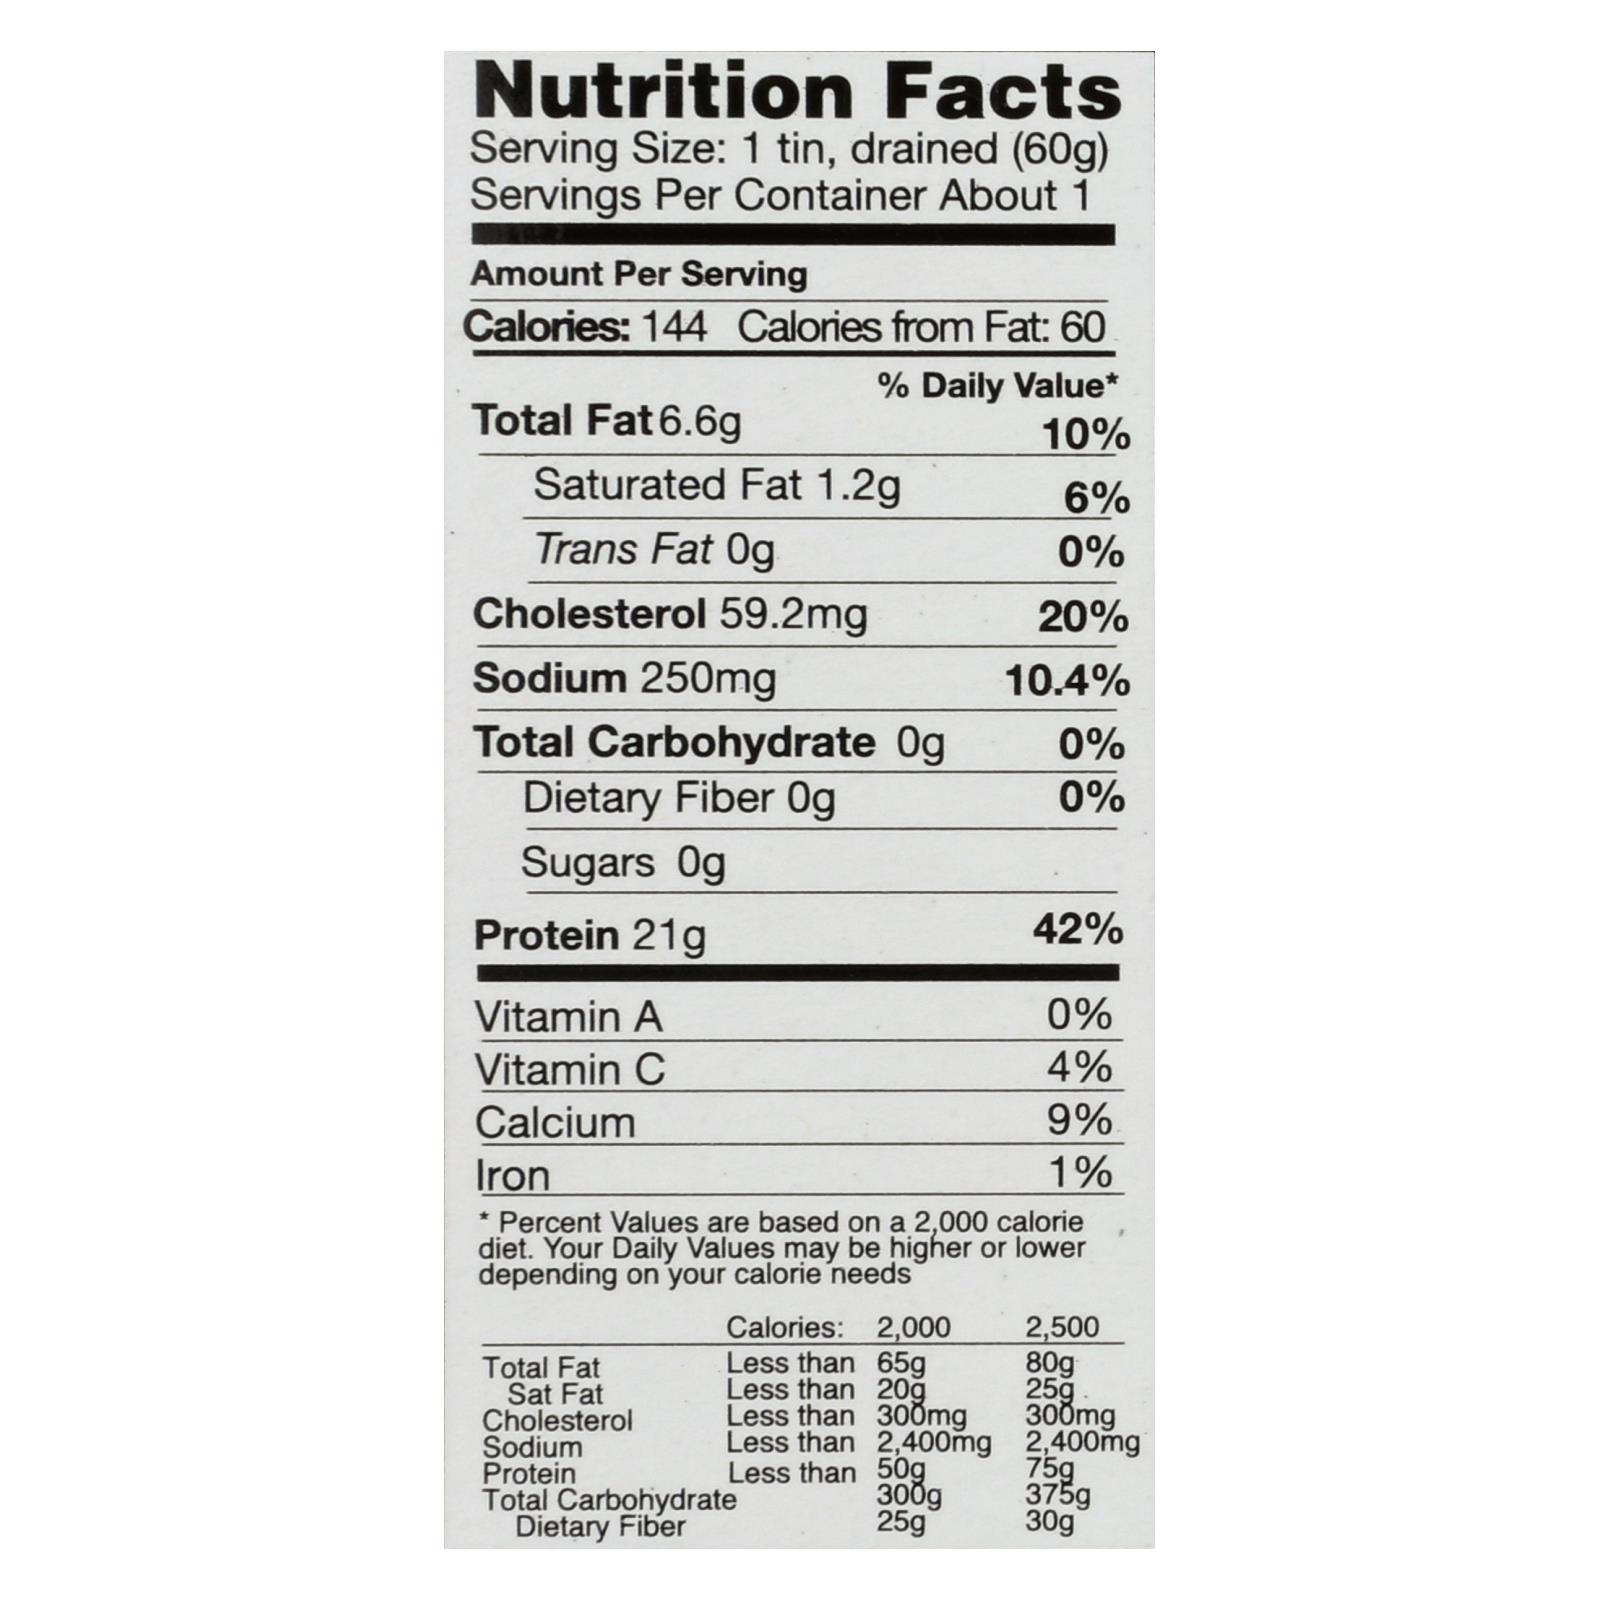 Nutrition Facts
Serving Size: 1 tin, drained (60g)
Servings Per Container About 1
Amount Per Serving
Calories: 144 Calories from Fat: 60
% Daily Value*
Total Fat 6.6g 10%
Saturated Fat 1.2g 6%
Trans Fat 0g 0%
Cholesterol 59.2mg 20%
Sodium 250mg 10.4%
Total Carbohydrate 0g 0%
Dietary Fiber 0g 0%
Sugars 0g
Protein 21g 42%
Vitamin A 0%
Vitamin C 4%
Calcium 9%
Iron 1%
* Percent Values are based on a 2,000 calorie
diet. Your Daily Values may be higher or lower
depending on your calorie needs
Calories: 2,000 2,500
Total Fat Less than 65g 80g
Sat Fat Less than 20g 25g
Cholesterol Less than 300mg 300mg
Sodium Less than 2,400mg 2,400mg
Protein Less than 50g 75g
Total Carbohydrate 300g 375g
Dietary Fiber 25g 30g